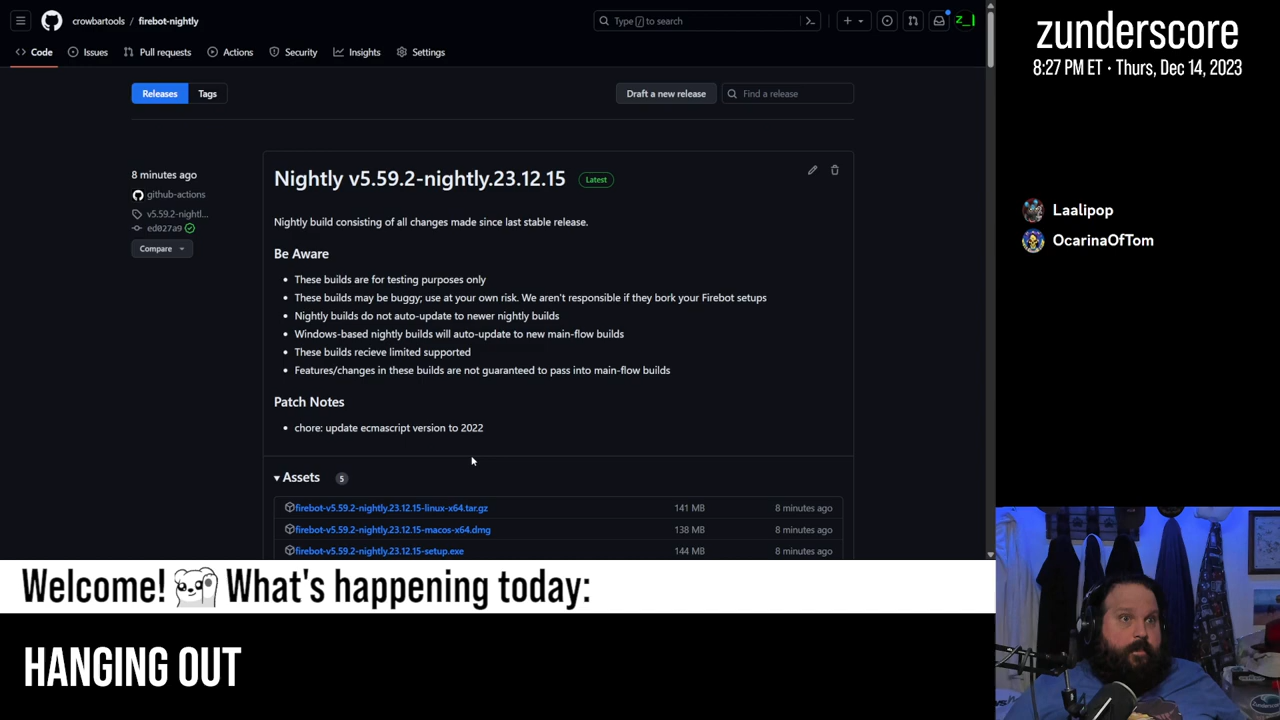 crowbartools / firebot-nightly
Type / to search
Code
Issues
Pull requests
Actions
Security
Insights
Settings
Releases
Tags
Draft a new release
Find a release
8 minutes ago
github-actions
v5.59.2-nightl...
ed027a9
Compare
Nightly v5.59.2-nightly.23.12.15
Latest
Nightly build consisting of all changes made since last stable release.
Be Aware
These builds are for testing purposes only
These builds may be buggy; use at your own risk. We aren't responsible if they bork your Firebot setups
Nightly builds do not auto-update to newer nightly builds
Windows-based nightly builds will auto-update to new main-flow builds
These builds recieve limited supported
Features/changes in these builds are not guaranteed to pass into main-flow builds
Patch Notes
chore: update ecmascript version to 2022
Assets 5
firebot-v5.59.2-nightly.23.12.15-linux-x64.tar.gz 141 MB 8 minutes ago
firebot-v5.59.2-nightly.23.12.15-macos-x64.dmg 138 MB 8 minutes ago
firebot-v5.59.2-nightly.23.12.15-setup.exe 144 MB 8 minutes ago
zunderscore
8:27 PM ET • Thurs, Dec 14, 2023
Laalipop
OcarinaOfTom
Welcome! What's happening today:
HANGING OUT